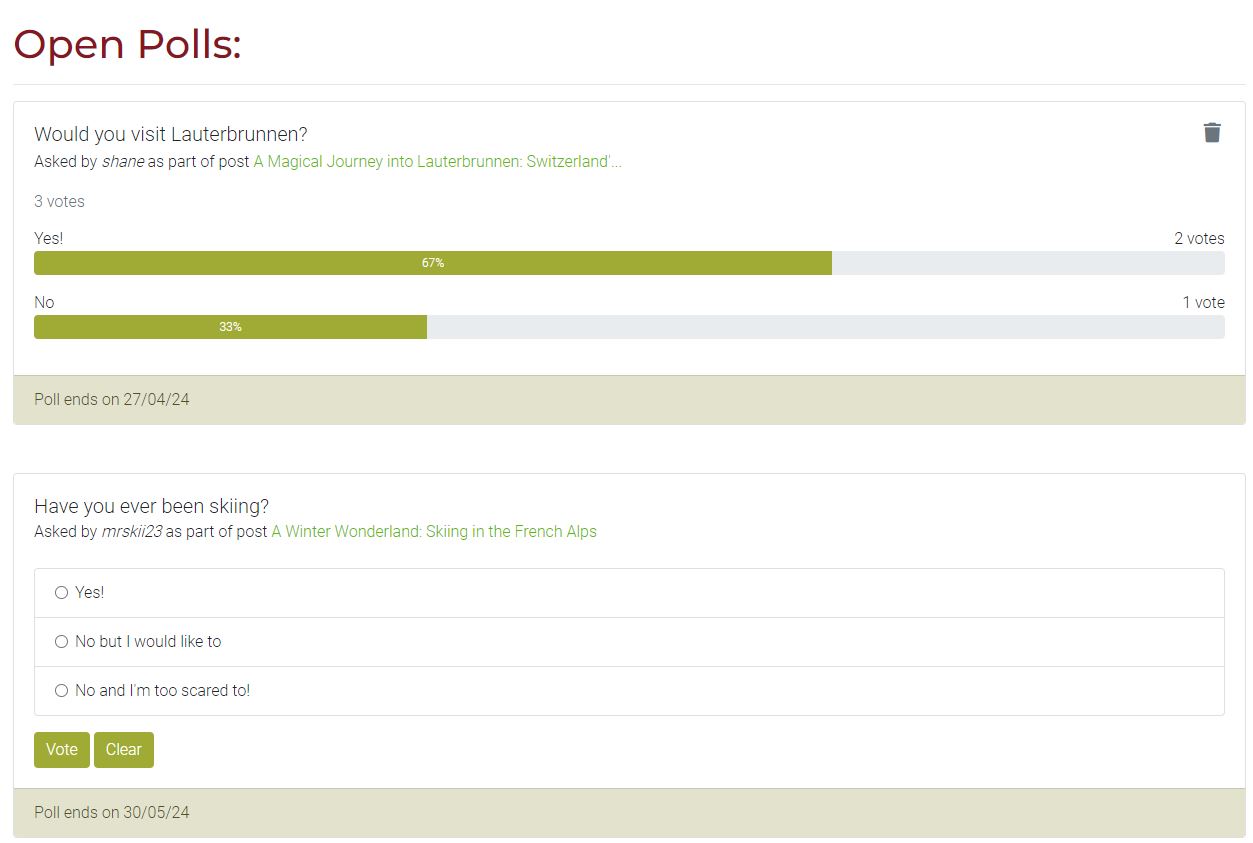 Open Polls:
Would you visit Lauterbrunnen?
Asked by shane as part of post A Magical Journey into Lauterbrunnen: Switzerland'...
3 votes
Yes! 2 votes
67%
No 1 vote
33%
Poll ends on 27/04/24
Have you ever been skiing?
Asked by mrskii23 as part of post A Winter Wonderland: Skiing in the French Alps
Yes!
No but I would like to
No and I'm too scared to!
Vote Clear
Poll ends on 30/05/24